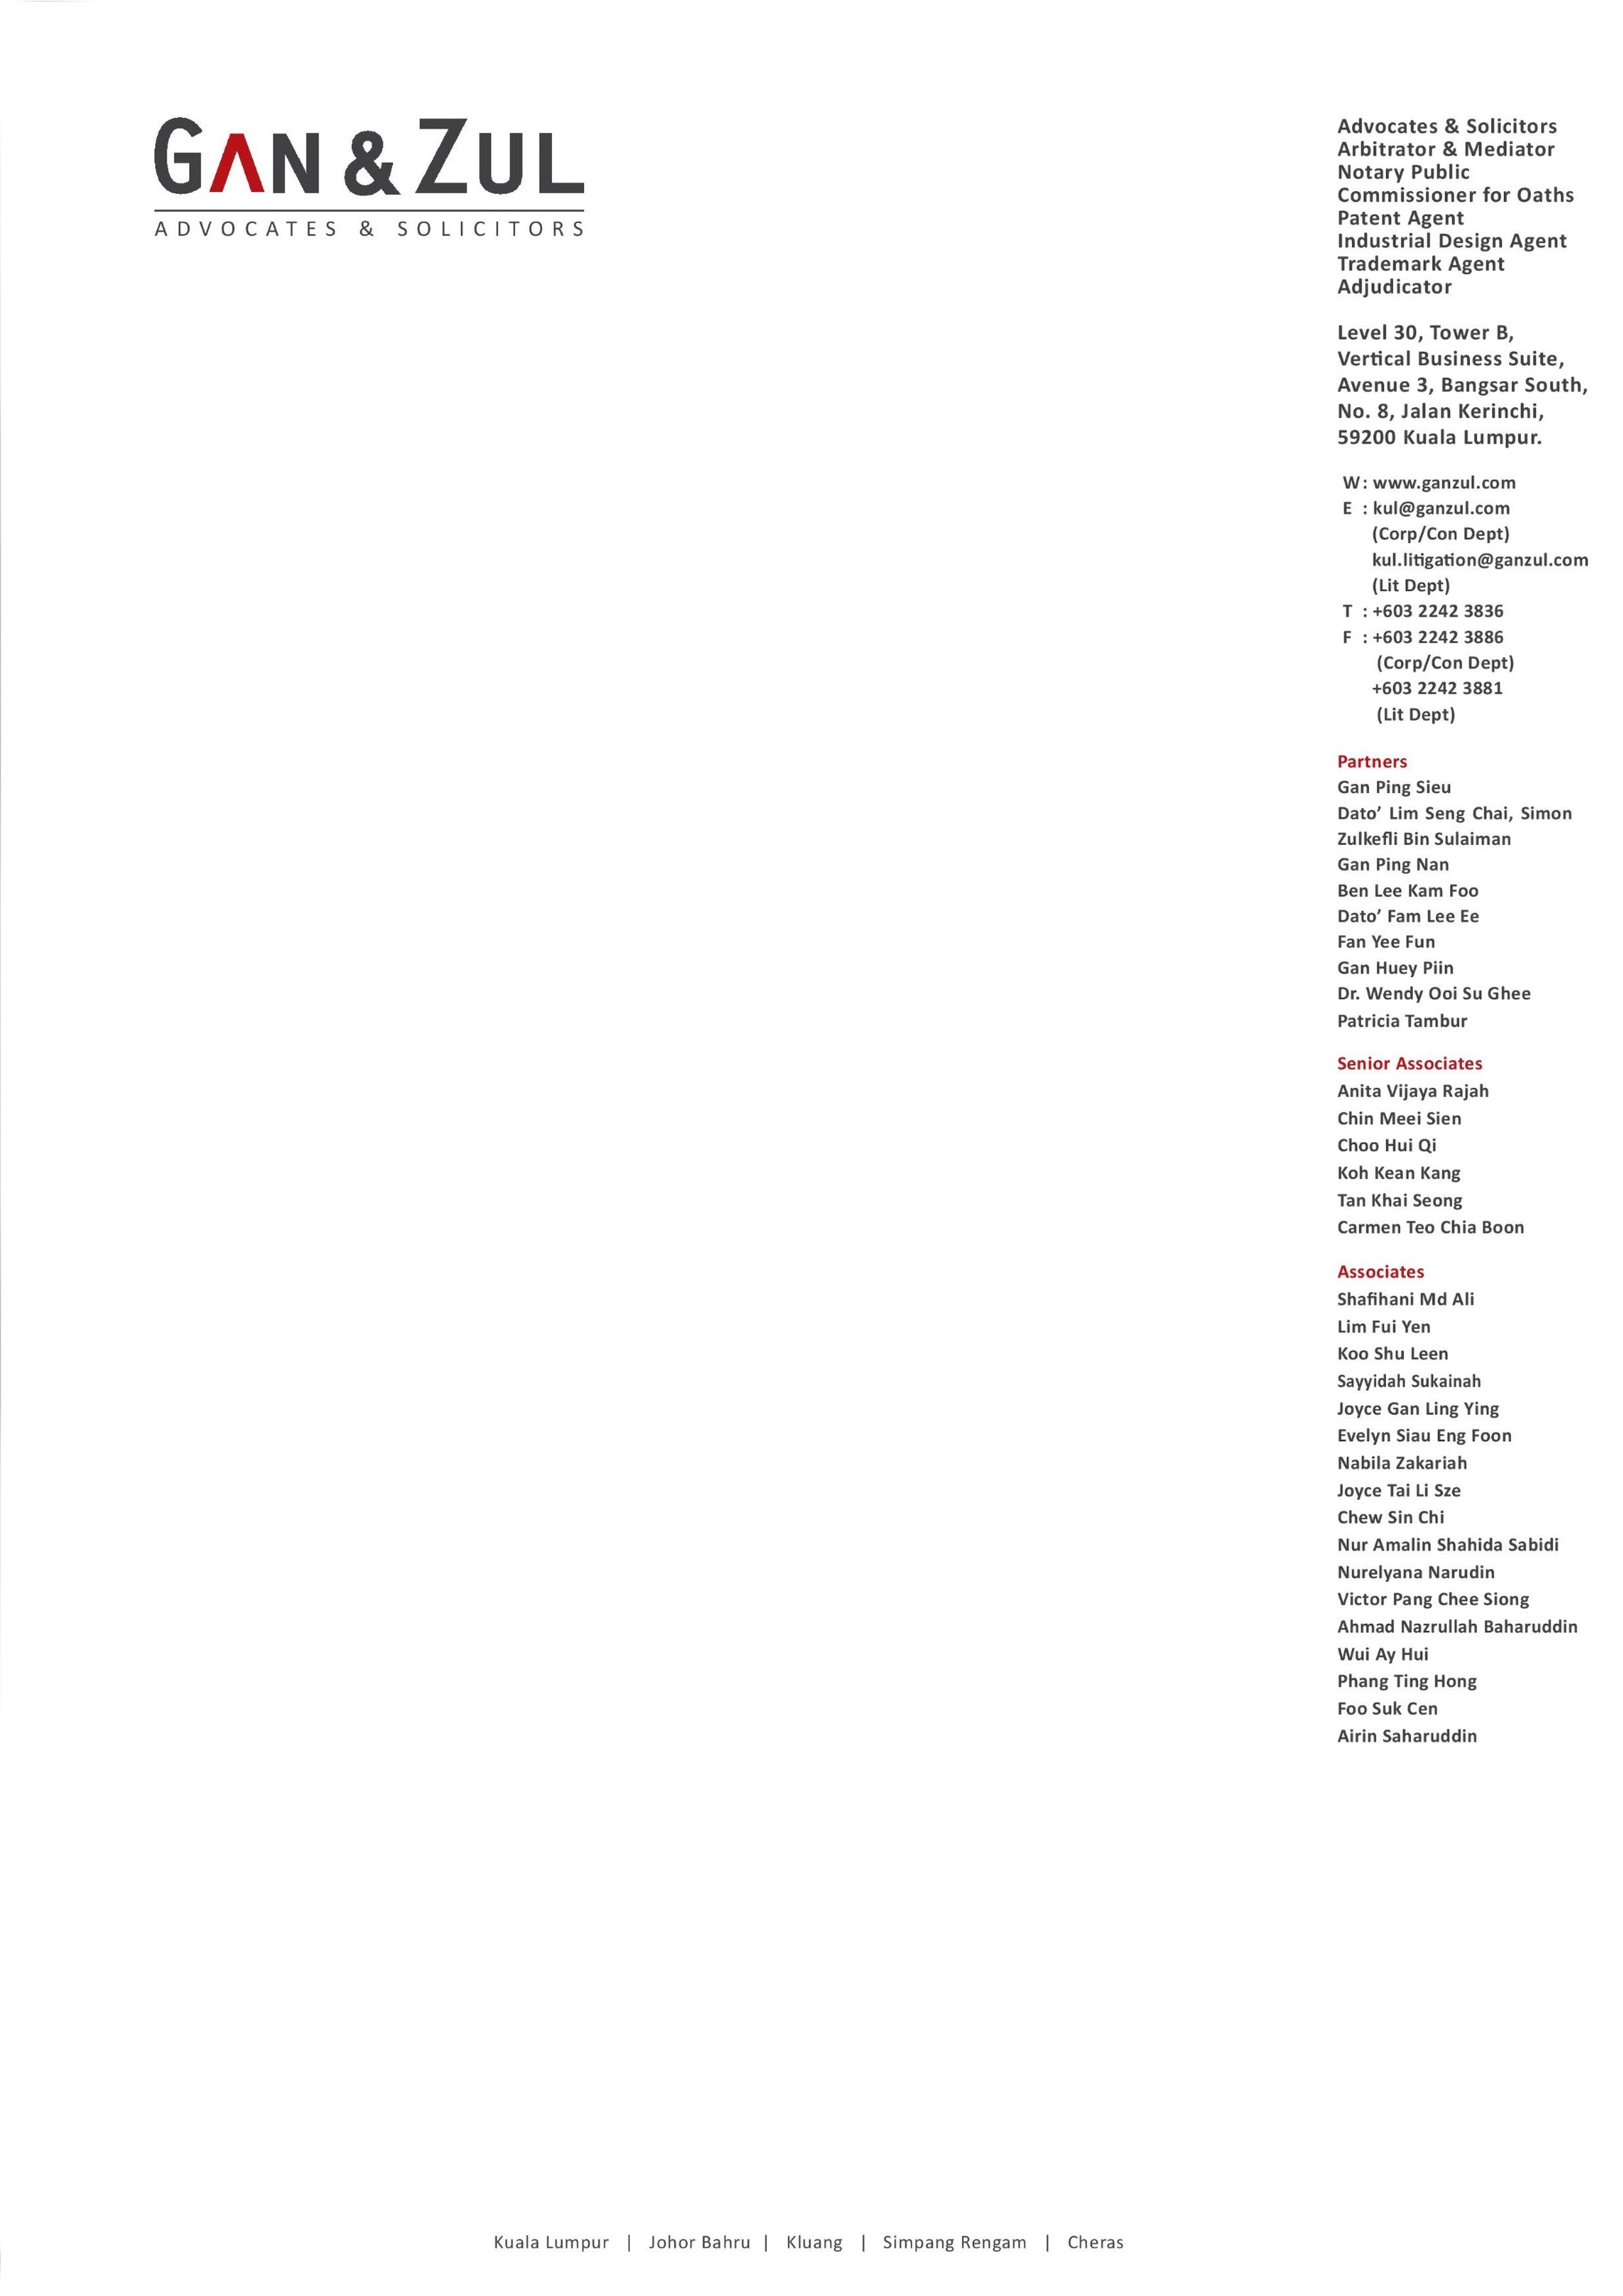 GAN & ZUL
ADVOCATES & SOLICITORS
Advocates & Solicitors
Arbitrator & Mediator
Notary Public
Commissioner for Oaths
Patent Agent
Industrial Design Agent
Trademark Agent
Adjudicator
Level 30, Tower B,
Vertical Business Suite,
Avenue 3, Bangsar South,
No. 8, Jalan Kerinchi,
59200 Kuala Lumpur.
W : www.ganzul.com
E : kul@ganzul.com
(Corp/Con Dept)
kul.litigation@ganzul.com
(Lit Dept)
T : +603 2242 3836
F : +603 2242 3886
(Corp/Con Dept)
+603 2242 3881
(Lit Dept)
Partners
Gan Ping Sieu
Dato’ Lim Seng Chai, Simon
Zulkefli Bin Sulaiman
Gan Ping Nan
Ben Lee Kam Foo
Dato’ Fam Lee Ee
Fan Yee Fun
Gan Huey Piin
Dr. Wendy Ooi Su Ghee
Patricia Tambur
Senior Associates
Anita Vijaya Rajah
Chin Meei Sien
Choo Hui Qi
Koh Kean Kang
Tan Khai Seong
Carmen Teo Chia Boon
Associates
Shafihani Md Ali
Lim Fui Yen
Koo Shu Leen
Sayyidah Sukainah
Joyce Gan Ling Ying
Evelyn Siau Eng Foon
Nabila Zakariah
Joyce Tai Li Sze
Chew Sin Chi
Nur Amalin Shahida Sabidi
Nurelyana Narudin
Victor Pang Chee Siong
Ahmad Nazrullah Baharuddin
Wui Ay Hui
Phang Ting Hong
Foo Suk Cen
Airin Saharuddin
Kuala Lumpur | Johor Bahru | Kluang | Simpang Rengam | Cheras